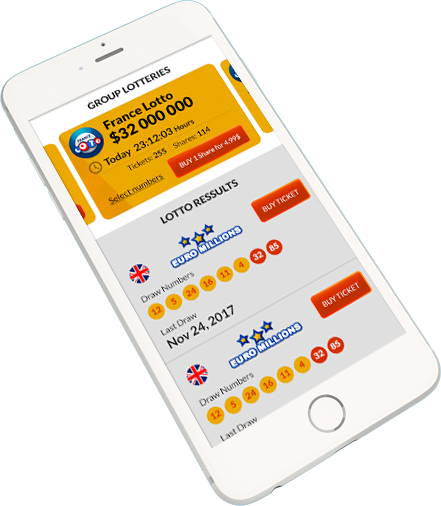 GROUP LOTTERIES
FRANCE
LOTO
France Lotto
$32 000 000
Today 23:12:03 Hours
Tickets: 255 Shares: 114
Select numbers
BUY 1 Share for 4.99$
LOTTO RESSULTS
BUY TICKET
EURO MILLIONS
Draw Numbers
12 5 24 16 11 4 32 85
Last Draw
Nov 24, 2017
BUY TICKET
EURO MILLIONS
Draw Numbers
12 5 24 16 11 4 32 85
Last Draw